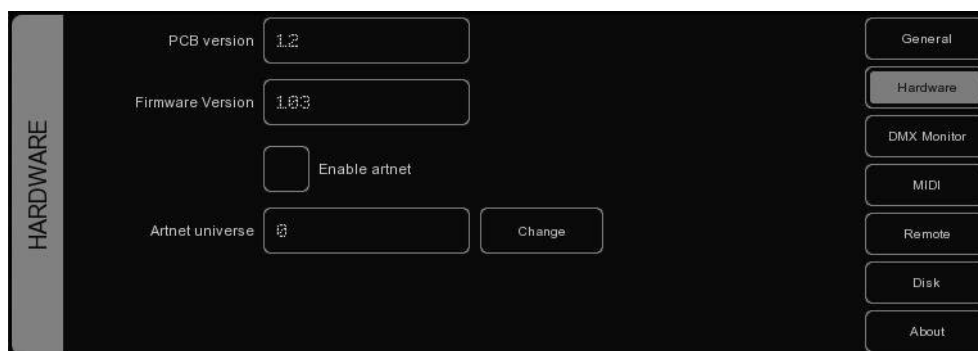 HARDWARE
PCB version 1.2
Firmware Version 1.03
Enable artnet
Artnet universe 0 Change
General
Hardware
DMX Monitor
MIDI
Remote
Disk
About